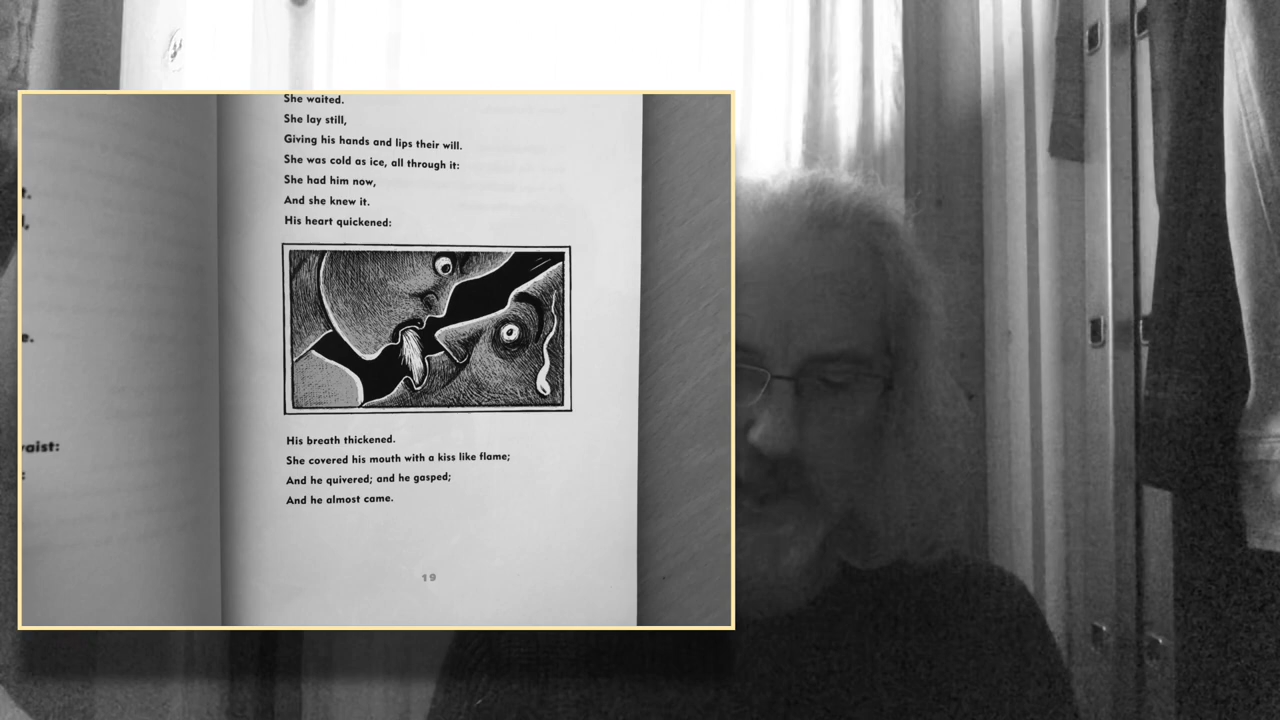 She waited.
She lay still,
Giving his hands and lips their will.
She was cold as ice, all through it:
She had him now,
And she knew it.
His heart quickened:
His breath thickened.
She covered his mouth with a kiss like flame;
And he quivered; and he gasped;
And he almost came.
19